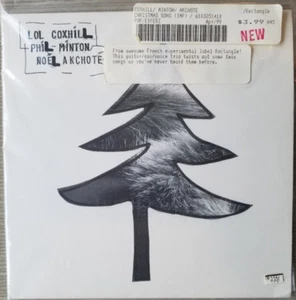 LOL COXHILL
PHIL MINTON
NOËL AKCHOTÉ
COXHILL/ MINTON/ AKCHOTE
CHRISTMAS SONG
Apr/99
/Rectangle
$3.99
NEW
From awesome French experimental label Rectangle!
This guitar/sax/voice trio twists out some Xmas
songs as you've never heard them before.